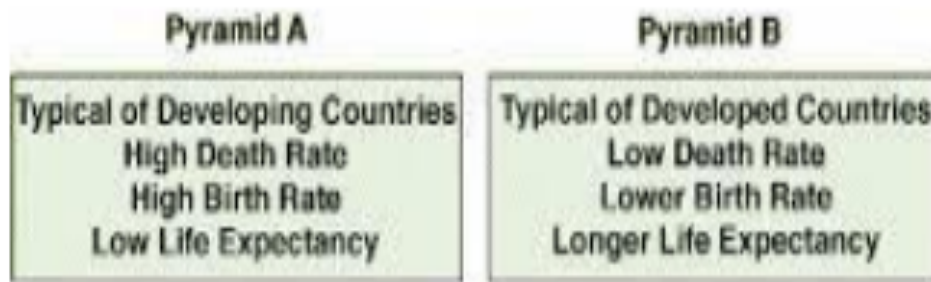 Pyramid A
Typical of Developing Countries
High Death Rate
High Birth Rate
Low Life Expectancy
Pyramid B
Typical of Developed Countries
Low Death Rate
Lower Birth Rate
Longer Life Expectancy